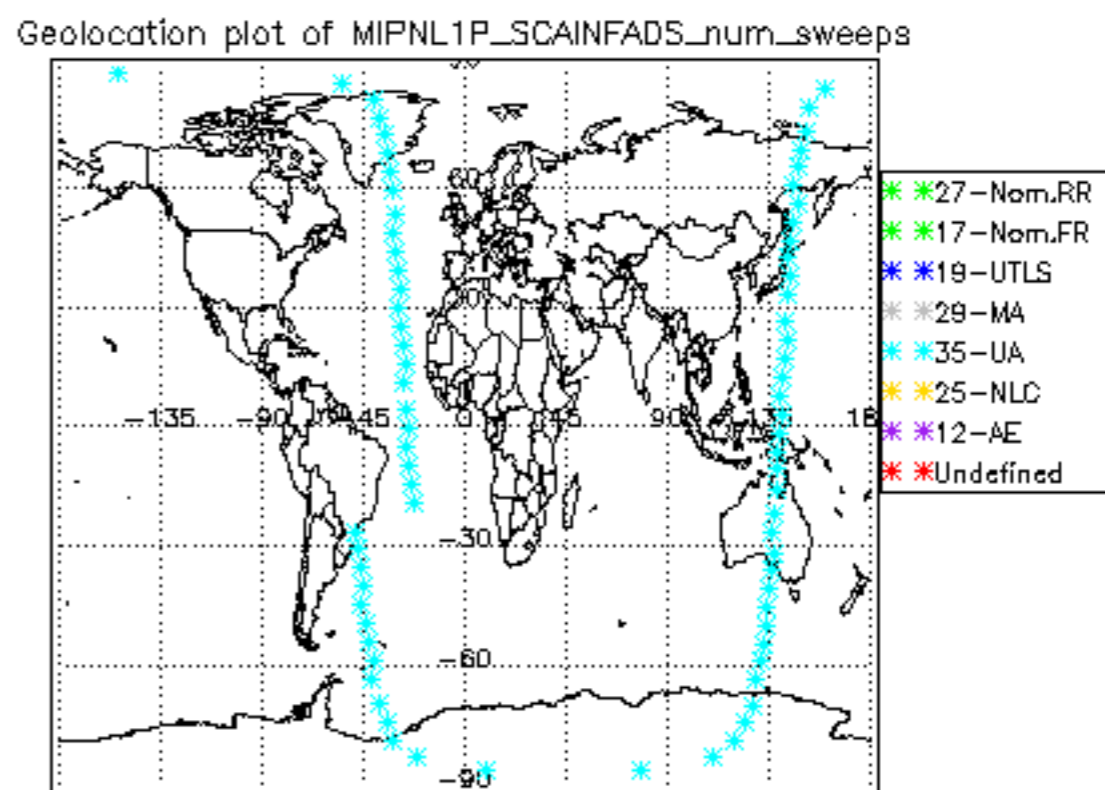 Geolocation plot of MIPNL1P_SCAINFADS_num_sweeps
60
27-Nom.RR
17-Nom.FR
19-UTLS
29-MA
35-UA
25-NLC
12-AE
Undefined
-135 -90 -45 0 45 90 135 18
-30
-60
-90